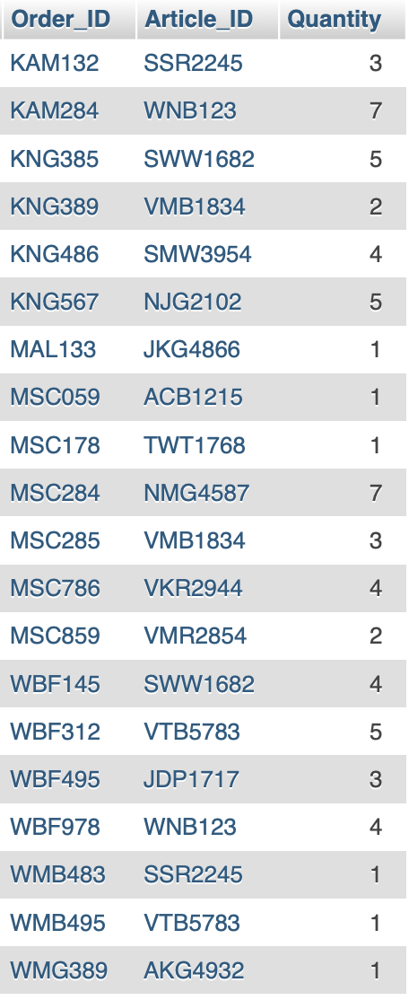 Order_ID Article_ID Quantity
KAM132 SSR2245 3
KAM284 WNB123 7
KNG385 SWW1682 5
KNG389 VMB1834 2
KNG486 SMW3954 4
KNG567 NJG2102 5
MAL133 JKG4866 1
MSC059 ACB1215 1
MSC178 TWT1768 1
MSC284 NMG4587 7
MSC285 VMB1834 3
MSC786 VKR2944 4
MSC859 VMR2854 2
WBF145 SWW1682 4
WBF312 VTB5783 5
WBF495 JDP1717 3
WBF978 WNB123 4
WMB483 SSR2245 1
WMB495 VTB5783 1
WMG389 AKG4932 1